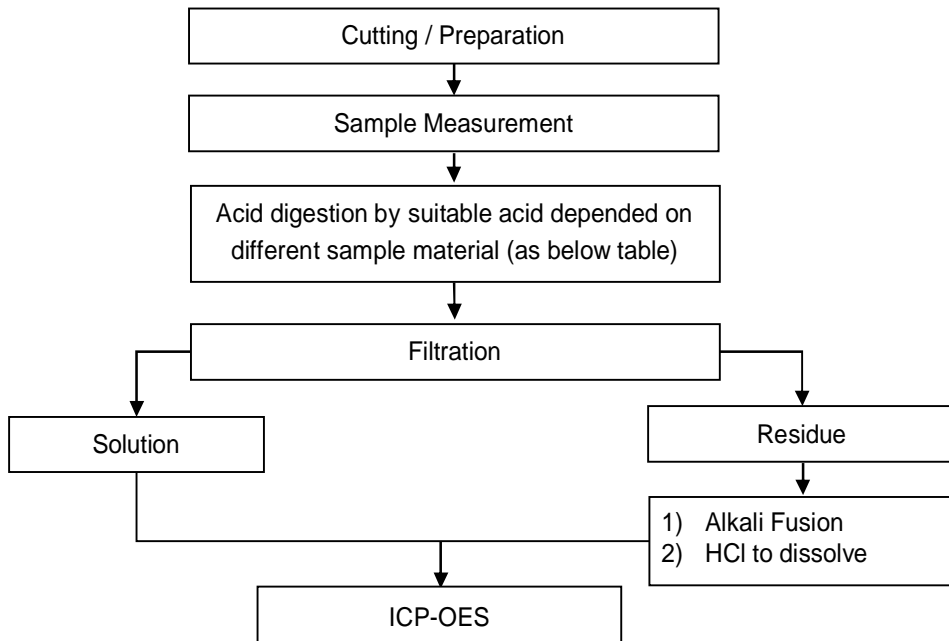 Cutting / Preparation
Sample Measurement
Acid digestion by suitable acid depended on
different sample material (as below table)
Filtration
Solution
Residue
1) Alkali Fusion
2) HCl to dissolve
ICP-OES